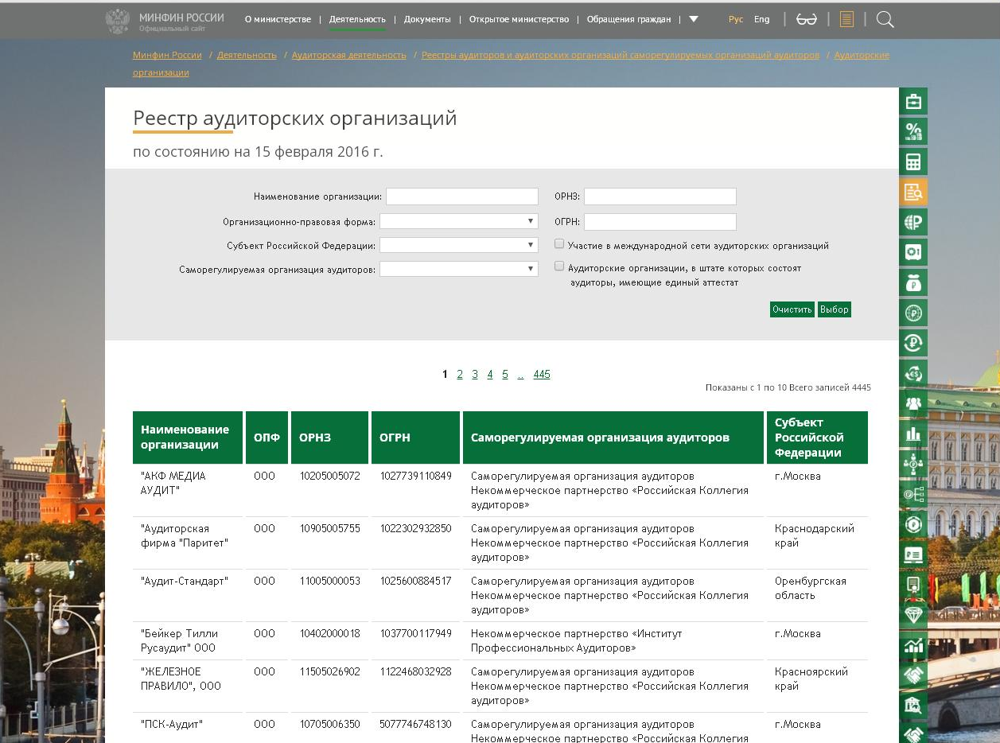 МИНФИН РОССИИ
Официальный сайт
О министерстве | Деятельность | Документы | Открытое министерство | Обращения граждан | ▼ Рус Eng
Минфин России / Деятельность / Аудиторская деятельность / Реестры аудиторов и аудиторских организаций саморегулируемых организаций аудиторов / Аудиторские
организации
Реестр аудиторских организаций
по состоянию на 15 февраля 2016 г.
Наименование организации: ОРНЗ:
Организационно-правовая форма: ОГРН:
Субъект Российской Федерации: Участие в международной сети аудиторских организаций
Саморегулируемая организация аудиторов: Аудиторские организации, в штате которых состоят
аудиторы, имеющие единый аттестат
Очистить Выбор
1 2 3 4 5 .. 445
Показаны с 1 по 10 Всего записей 4445
Наименование организации ОПФ ОРНЗ ОГРН Саморегулируемая организация аудиторов Субъект Российской Федерации
"АКФ МЕДИА ООО 10205005072 1027739110849 Саморегулируемая организация аудиторов г.Москва
АУДИТ" Некоммерческое партнерство «Российская Коллегия
аудиторов»
"Аудиторская ООО 10905005755 1022302932850 Саморегулируемая организация аудиторов Краснодарский
фирма "Паритет" Некоммерческое партнерство «Российская Коллегия край
аудиторов»
"Аудит-Стандарт" ООО 11005000053 1025600884517 Саморегулируемая организация аудиторов Оренбургская
Некоммерческое партнерство «Российская Коллегия область
аудиторов»
"Бейкер Тилли ООО 10402000018 1037700117949 Некоммерческое партнерство «Институт г.Москва
Русаудит" ООО Профессиональных Аудиторов»
"ЖЕЛЕЗНОЕ ООО 11505026902 1122468032928 Саморегулируемая организация аудиторов Красноярский
ПРАВИЛО", ООО Некоммерческое партнерство «Российская Коллегия край
аудиторов»
"ПСК-Аудит" ООО 10705006350 5077746748130 Саморегулируемая организация аудиторов г.Москва
Некоммерческое партнерство «Российская Коллегия